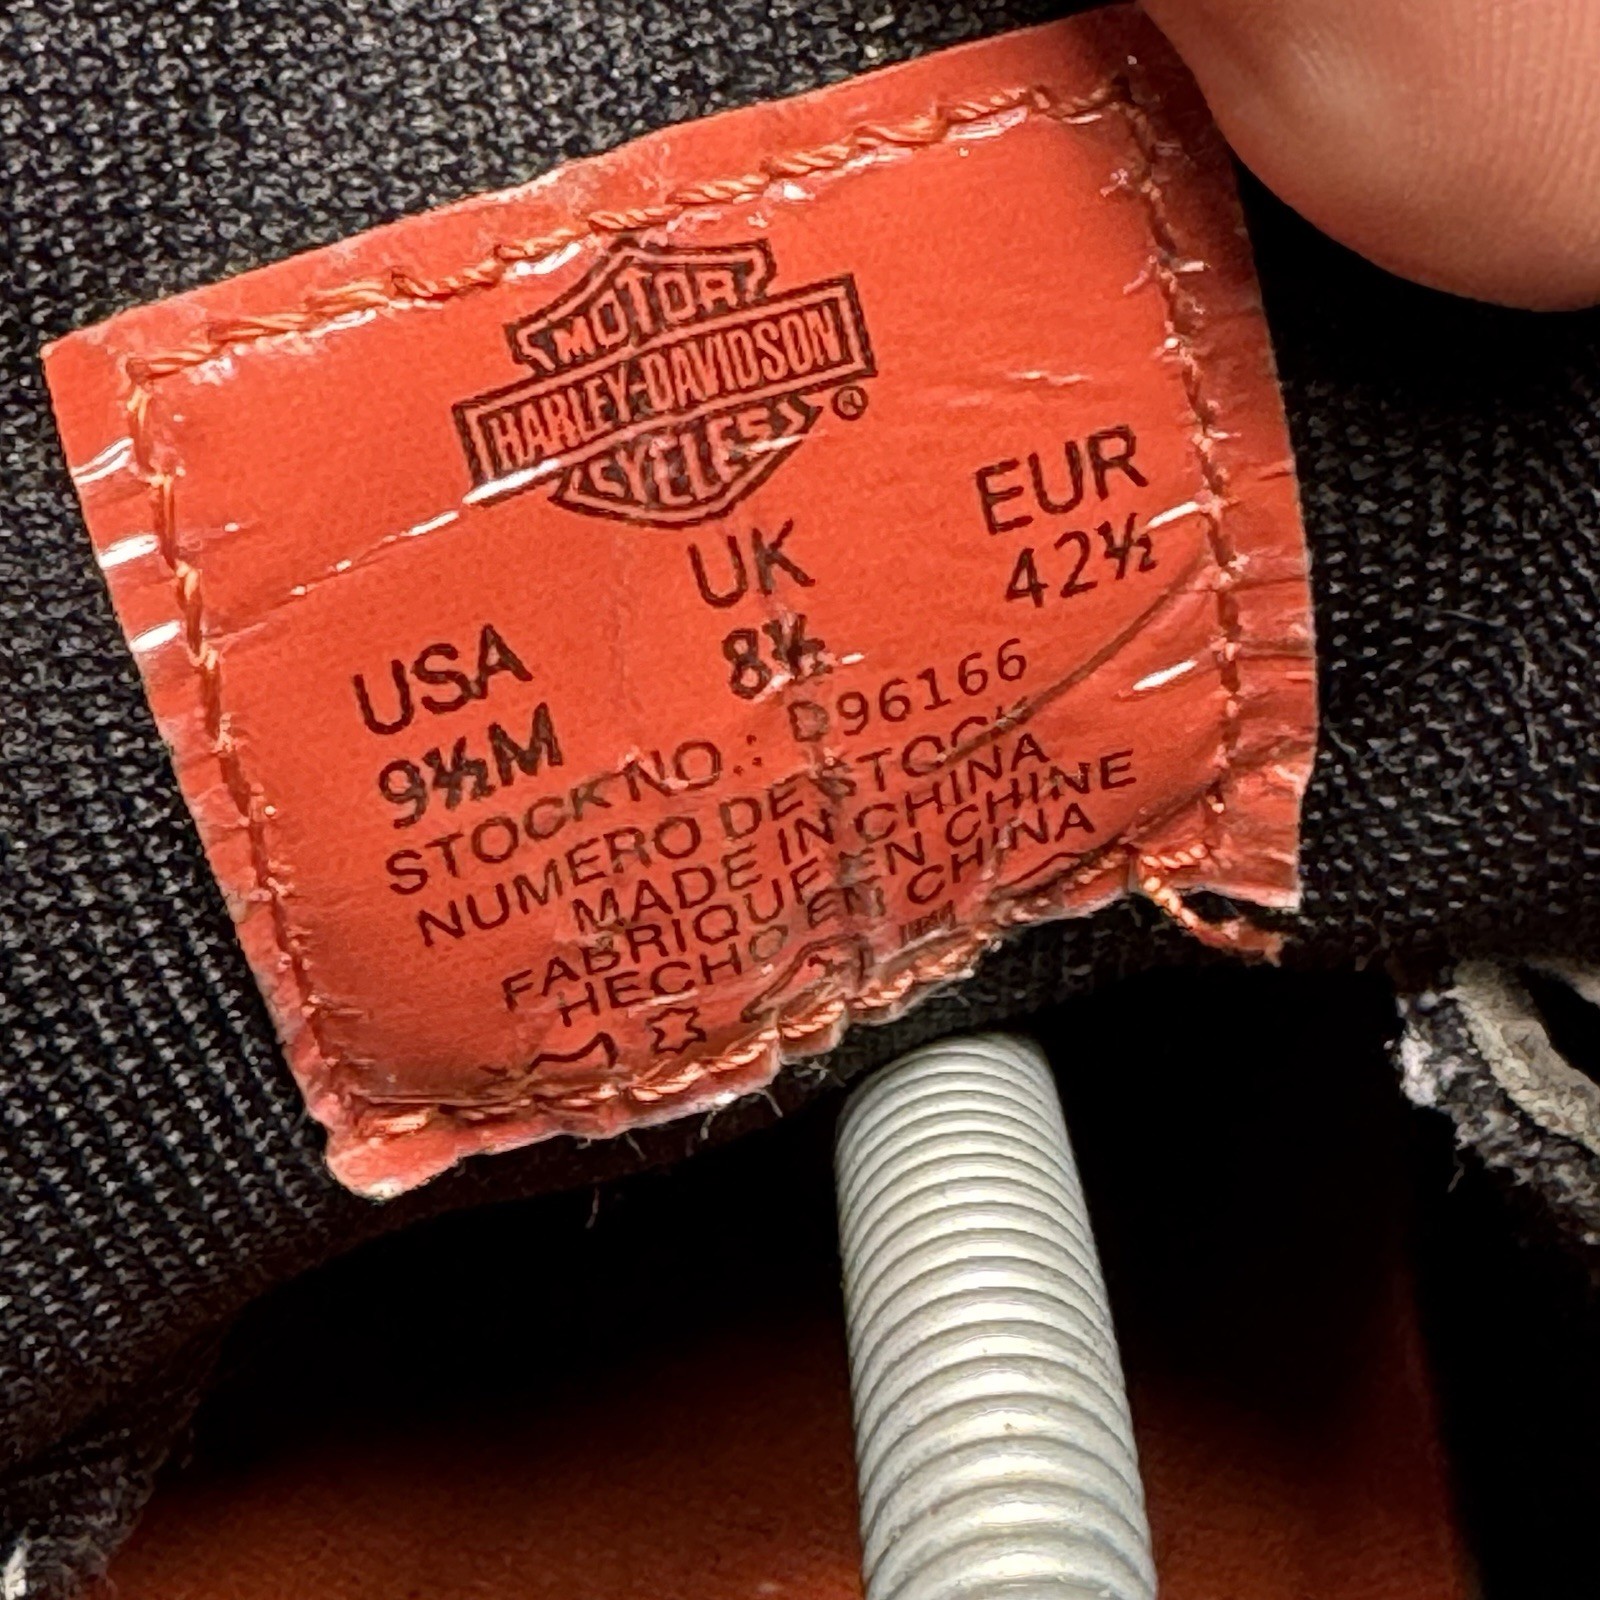 MOTOR
HARLEY-DAVIDSON
CYCLES
®
USA UK EUR
9½M 8½ 42½
STOCK NO.: D96166
NUMERO DE STOCK
MADE IN CHINA
FABRIQUE EN CHINE
HECHO EN CHINA